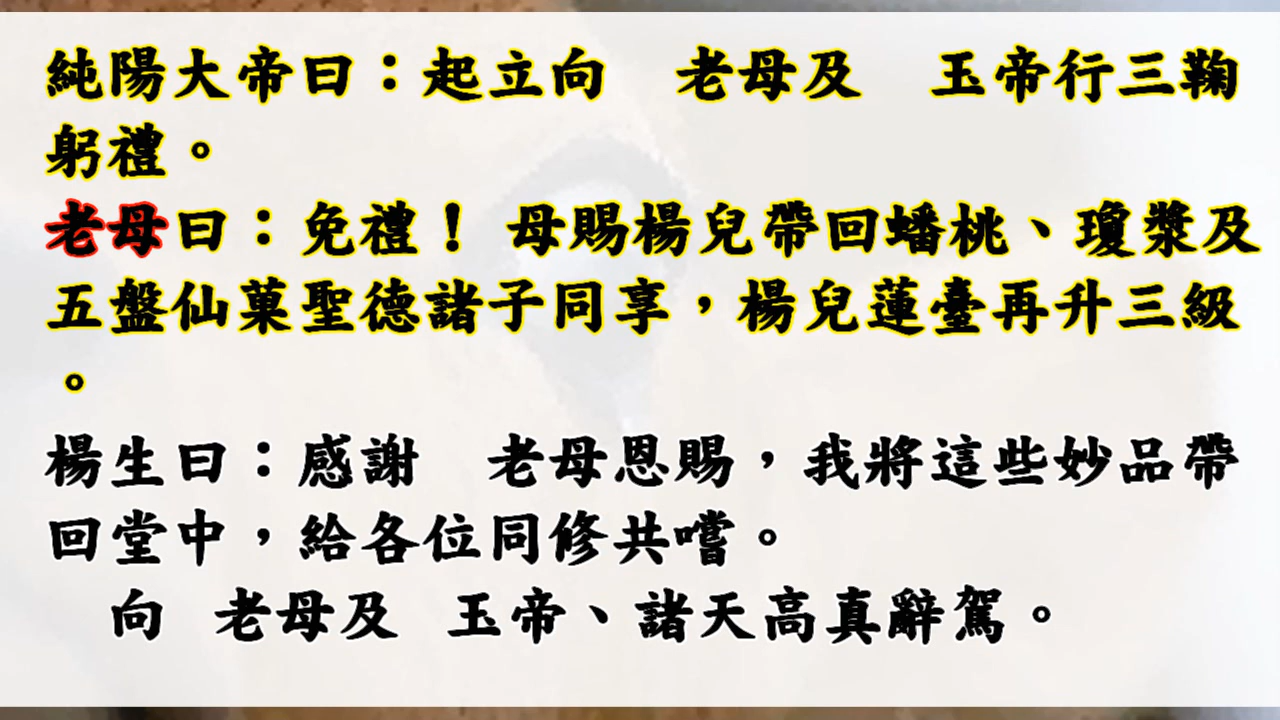 純陽大帝曰：起立向　老母及　玉帝行三鞠
躬禮。
老母曰：免禮！ 母賜楊兒帶回蟠桃、瓊漿及
五盤仙菓聖德諸子同享，楊兒蓮臺再升三級
。
楊生曰：感謝　老母恩賜，我將這些妙品帶
回堂中，給各位同修共嚐。
　向　老母及　玉帝、諸天高真辭駕。